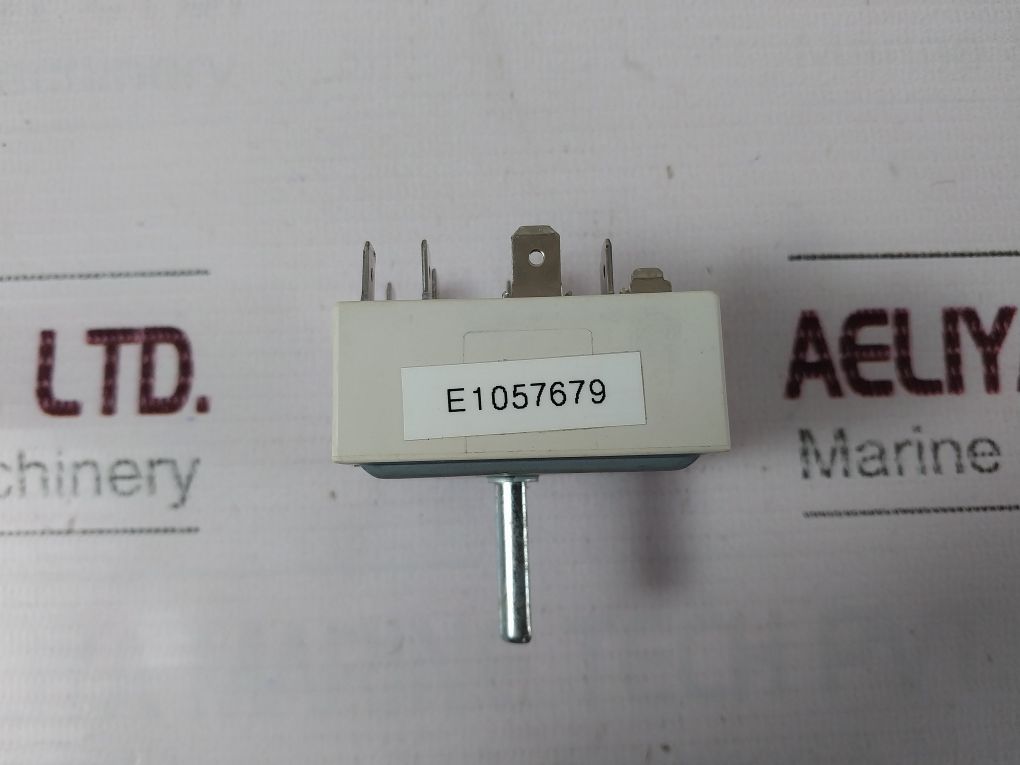 LTD.
chinery
E1057679
AELIY
Marine